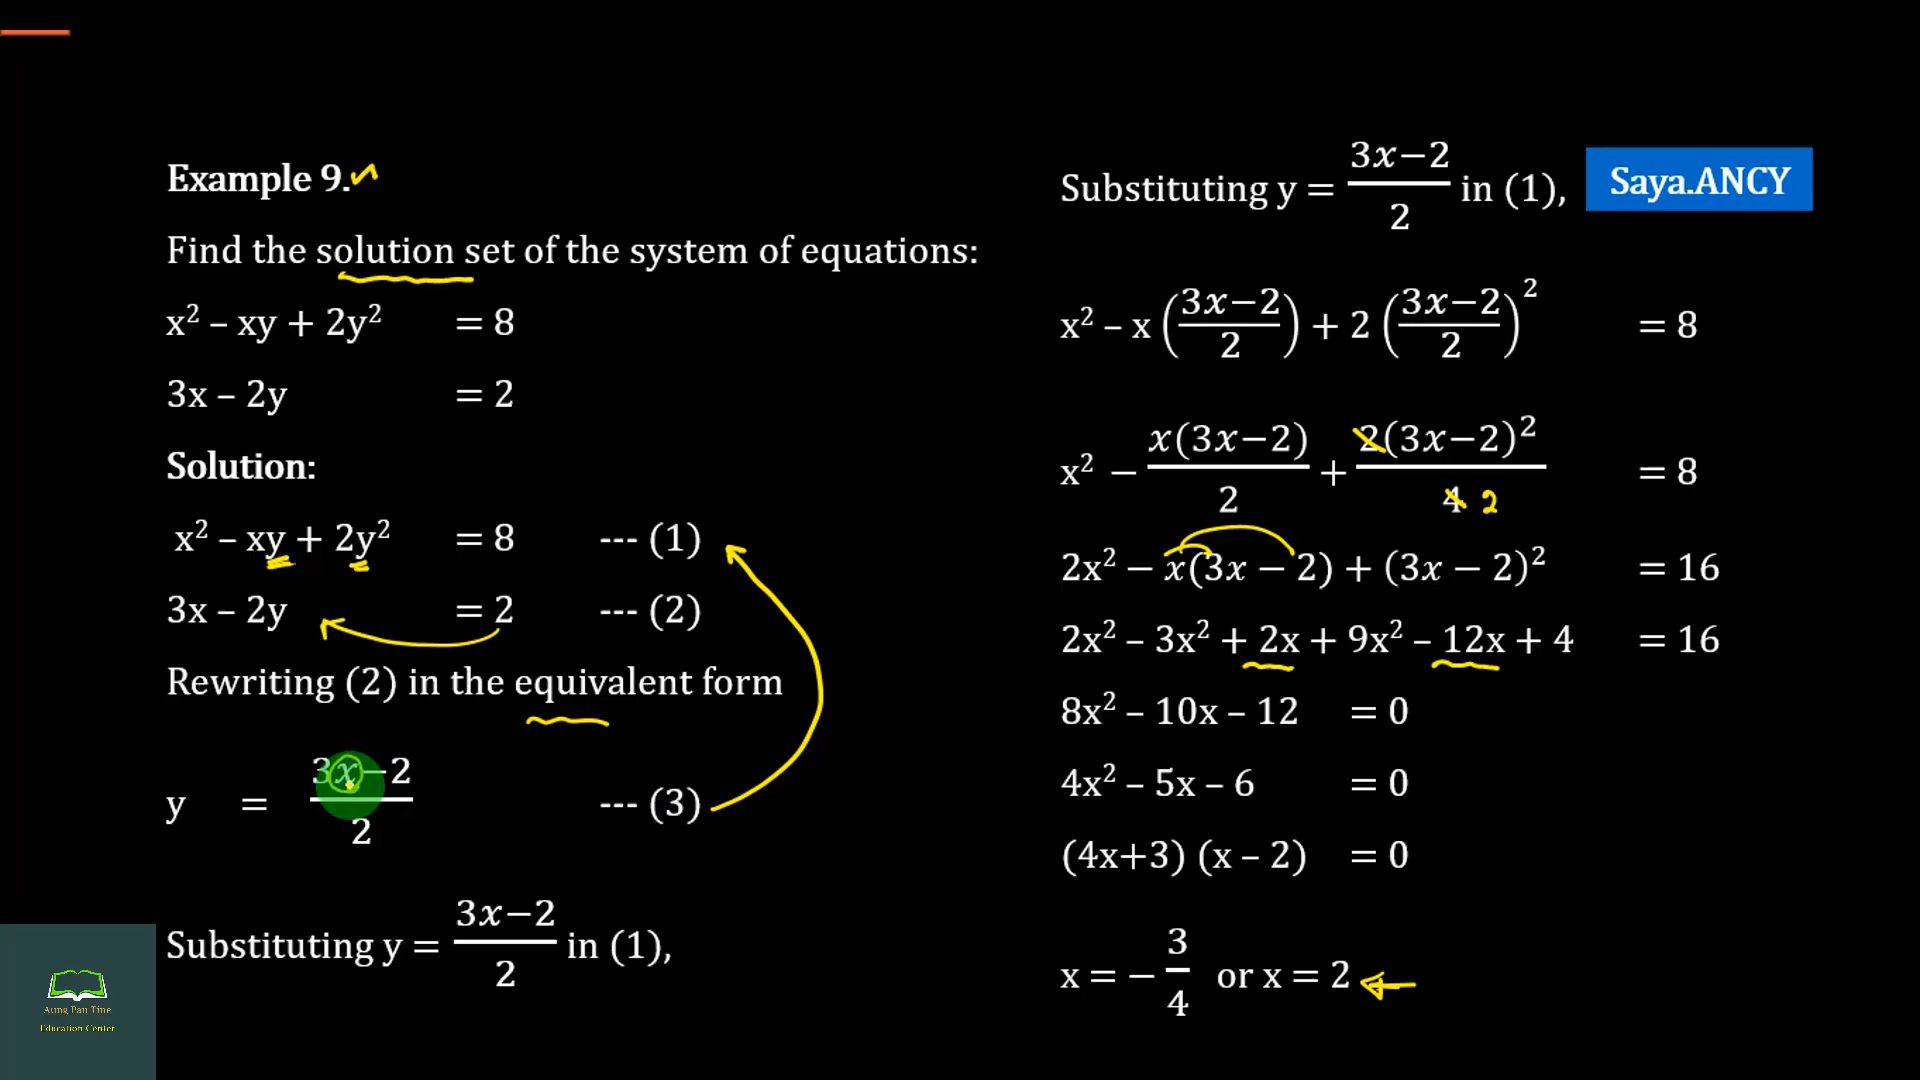 Example 9.
Find the solution set of the system of equations:
x² – xy + 2y² = 8
3x – 2y = 2
Solution:
x² – xy + 2y² = 8 --- (1)
3x – 2y = 2 --- (2)
Rewriting (2) in the equivalent form
y = (3x−2)/2 --- (3)
Substituting y = (3x−2)/2 in (1),
Aung Pan Tine
Education Center
Substituting y = (3x−2)/2 in (1),
Saya.ANCY
x² – x((3x−2)/2) + 2((3x−2)/2)² = 8
x² − x(3x−2)/2 + 2(3x−2)²/4 = 8
2
2x² − x(3x − 2) + (3x − 2)² = 16
2x² – 3x² + 2x + 9x² – 12x + 4 = 16
8x² – 10x – 12 = 0
4x² – 5x – 6 = 0
(4x+3) (x – 2) = 0
x = − 3/4 or x = 2